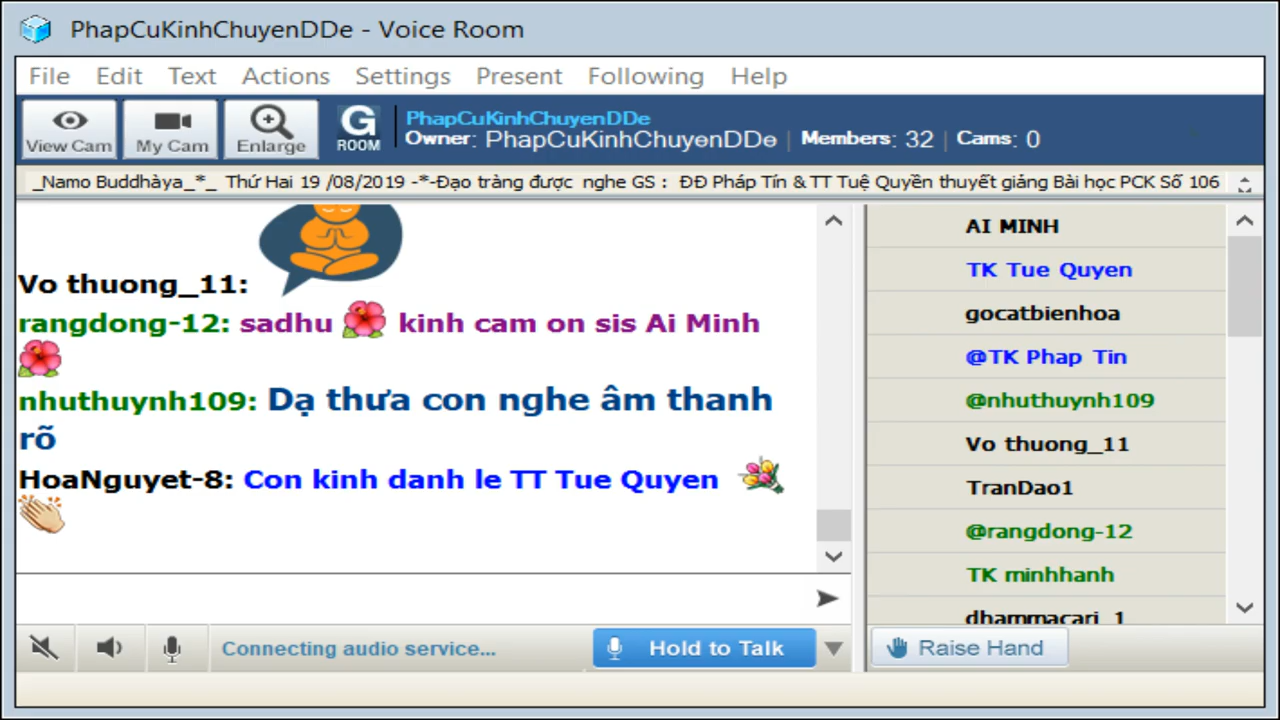 PhapCuKinhChuyenDDe - Voice Room
File Edit Text Actions Settings Present Following Help
View Cam My Cam Enlarge G ROOM
PhapCuKinhChuyenDDe
Owner: PhapCuKinhChuyenDDe | Members: 32 | Cams: 0
_Namo Buddhàya_*_ Thứ Hai 19 /08/2019 -*-Đạo tràng được nghe GS : ĐĐ Pháp Tín & TT Tuệ Quyền thuyết giảng Bài học PCK Số 106
Vo thuong_11:
rangdong-12: sadhu kinh cam on sis Ai Minh
nhuthuynh109: Dạ thưa con nghe âm thanh
rõ
HoaNguyet-8: Con kinh danh le TT Tue Quyen
AI MINH
TK Tue Quyen
gocatbienhoa
@TK Phap Tin
@nhuthuynh109
Vo thuong_11
TranDao1
@rangdong-12
TK minhhanh
dhammacari_1
Connecting audio service...
Hold to Talk
Raise Hand